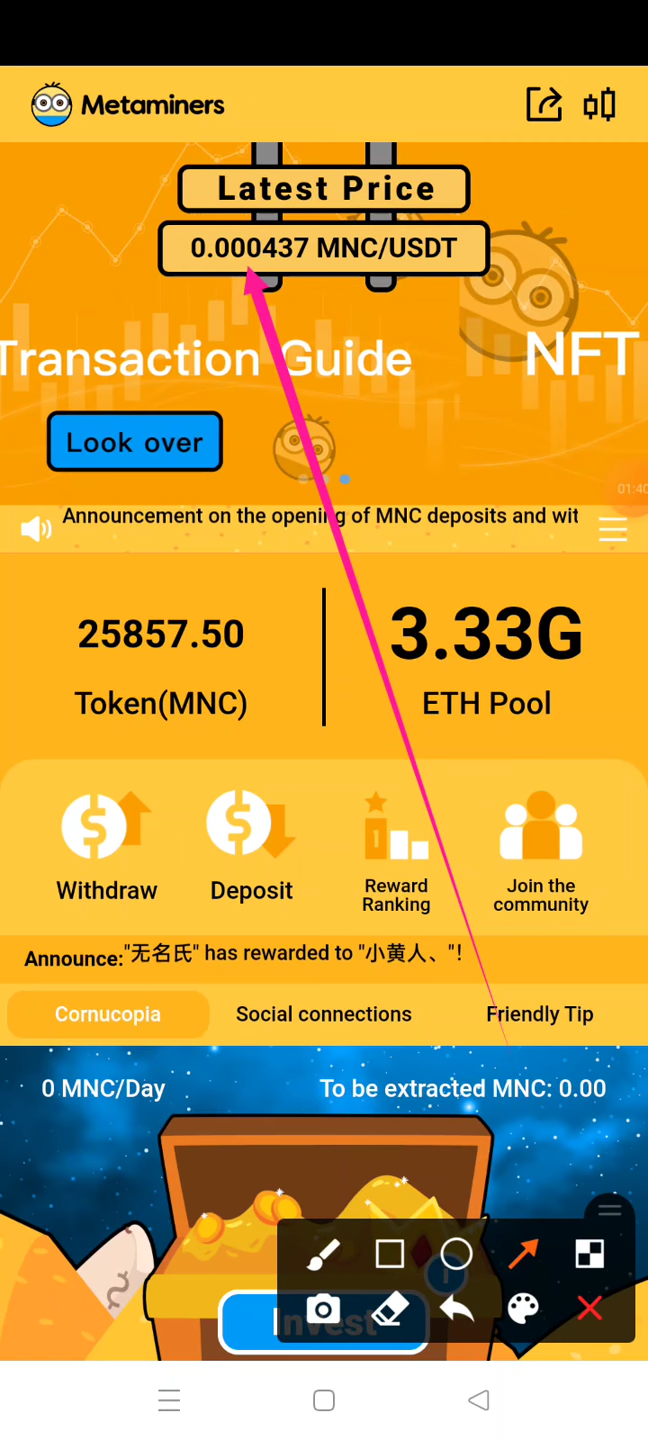 Metaminers
Latest Price
0.000437 MNC/USDT
Transaction Guide
NFT
Look over
01:40
Announcement on the opening of MNC deposits and wit
25857.50
3.33G
Token(MNC)
ETH Pool
Withdraw
Deposit
Reward
Ranking
Join the
community
Announce:"无名氏" has rewarded to "小黄人、"!
Cornucopia
Social connections
Friendly Tip
0 MNC/Day
To be extracted MNC: 0.00
Invest